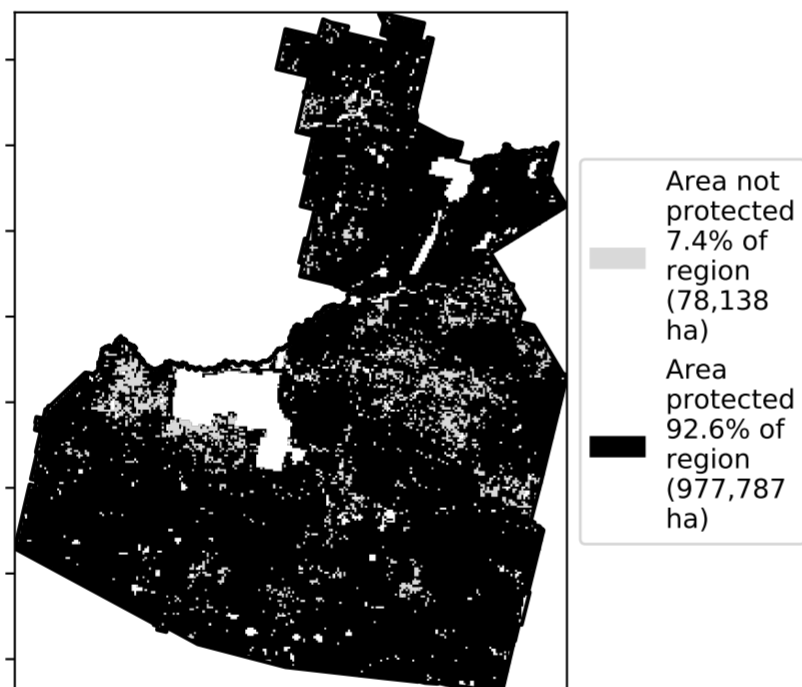 Area not
protected
7.4% of
region
(78,138
ha)
Area
protected
92.6% of
region
(977,787
ha)